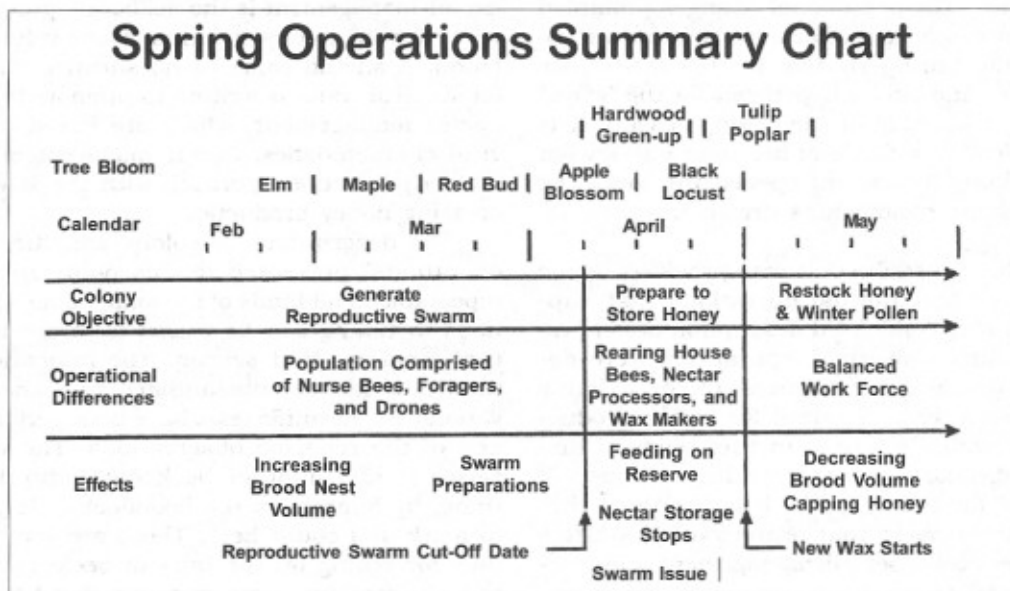 Spring Operations Summary Chart
Hardwood
Green-up
Tulip
Poplar
Tree Bloom
Elm
Maple
Red Bud
Apple
Blossom
Black
Locust
Calendar
Feb
Mar
April
May
Colony
Objective
Generate
Reproductive Swarm
Prepare to
Store Honey
Restock Honey
& Winter Pollen
Operational
Differences
Population Comprised
of Nurse Bees, Foragers,
and Drones
Rearing House
Bees, Nectar
Processors, and
Wax Makers
Balanced
Work Force
Effects
Increasing
Brood Nest
Volume
Swarm
Preparations
Feeding on
Reserve
Nectar Storage
Stops
Decreasing
Brood Volume
Capping Honey
Reproductive Swarm Cut-Off Date
New Wax Starts
Swarm Issue